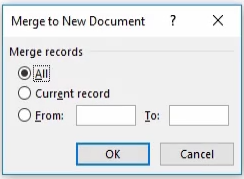 Merge to New Document ? ×
Merge records
All
Current record
From: To:
OK Cancel